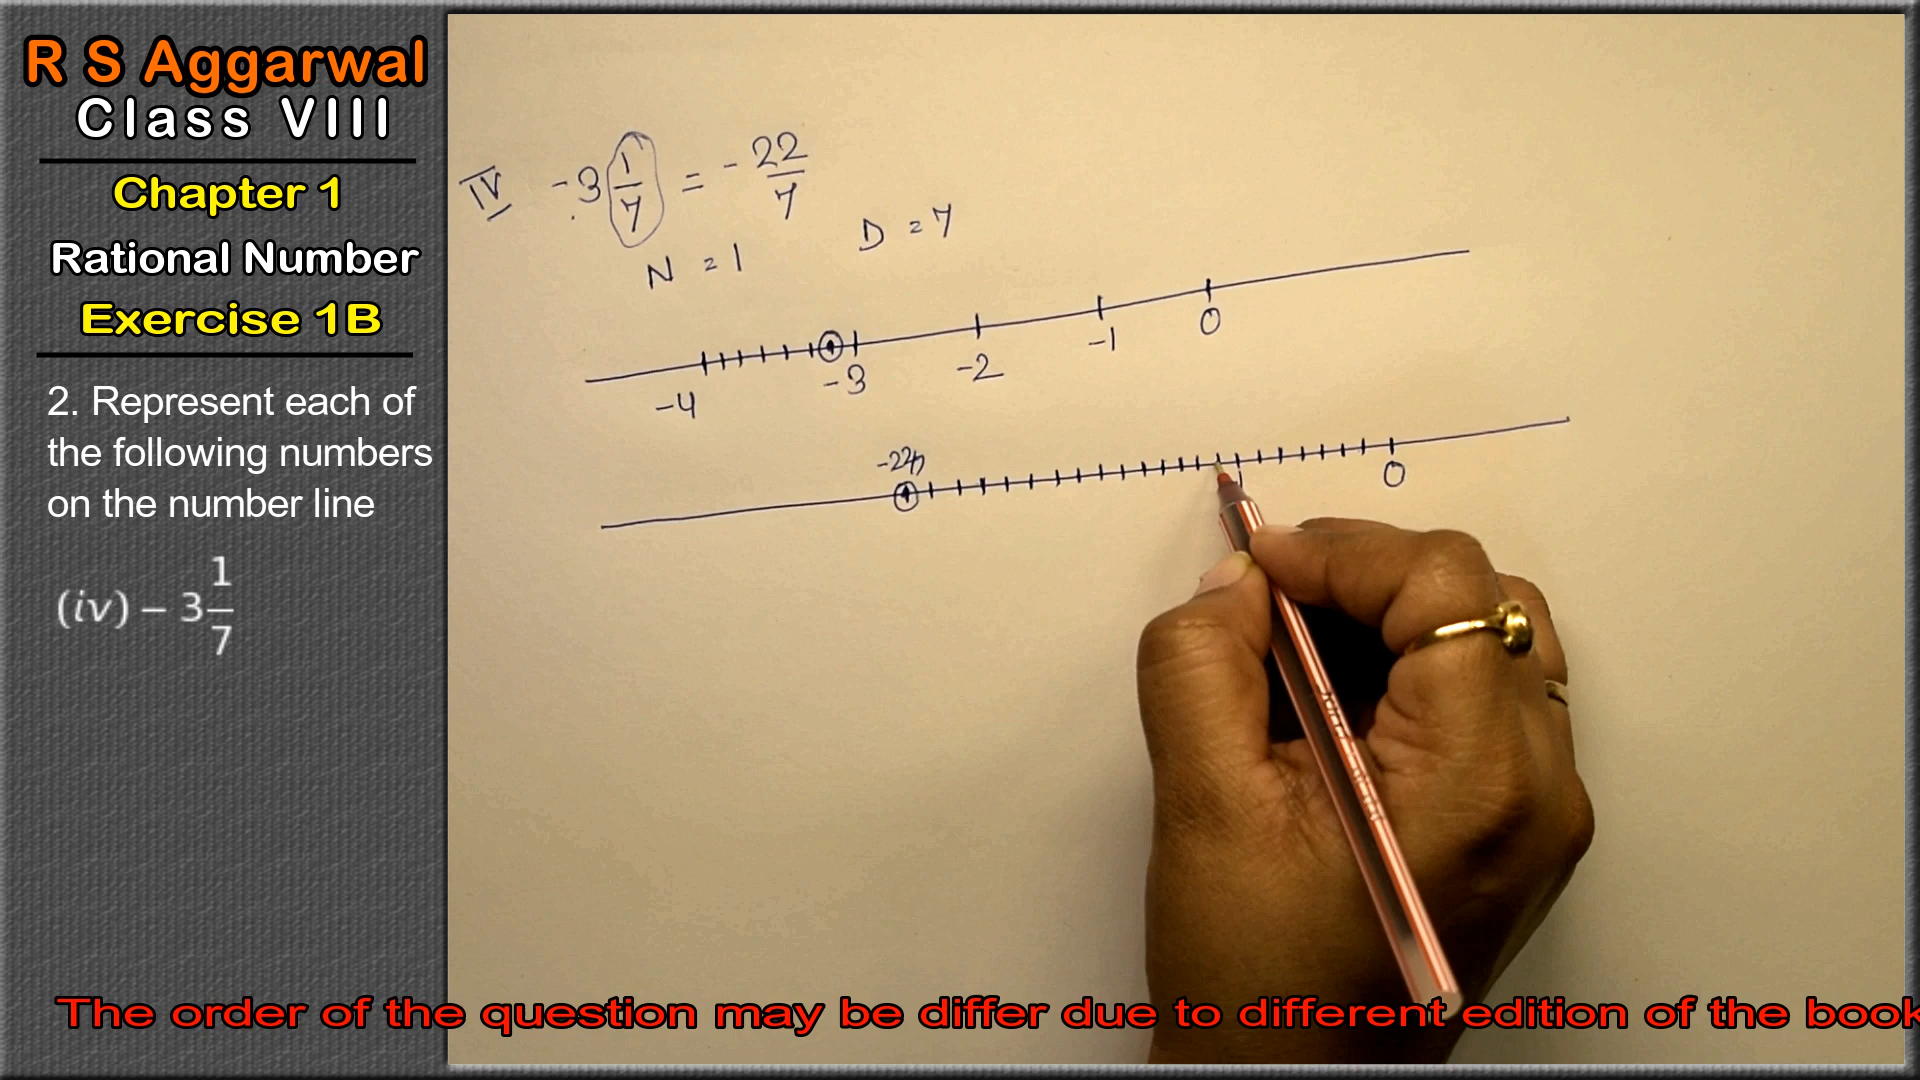 R S Aggarwal
Class VIII
Chapter 1
Rational Number
Exercise 1B
2. Represent each of
the following numbers
on the number line
(iv) – 3 1/7
IV -3 1/7 = - 22/7
N = 1 D = 7
-4 -3 -2 -1 0
-22/7 0
The order of the question may be differ due to different edition of the book